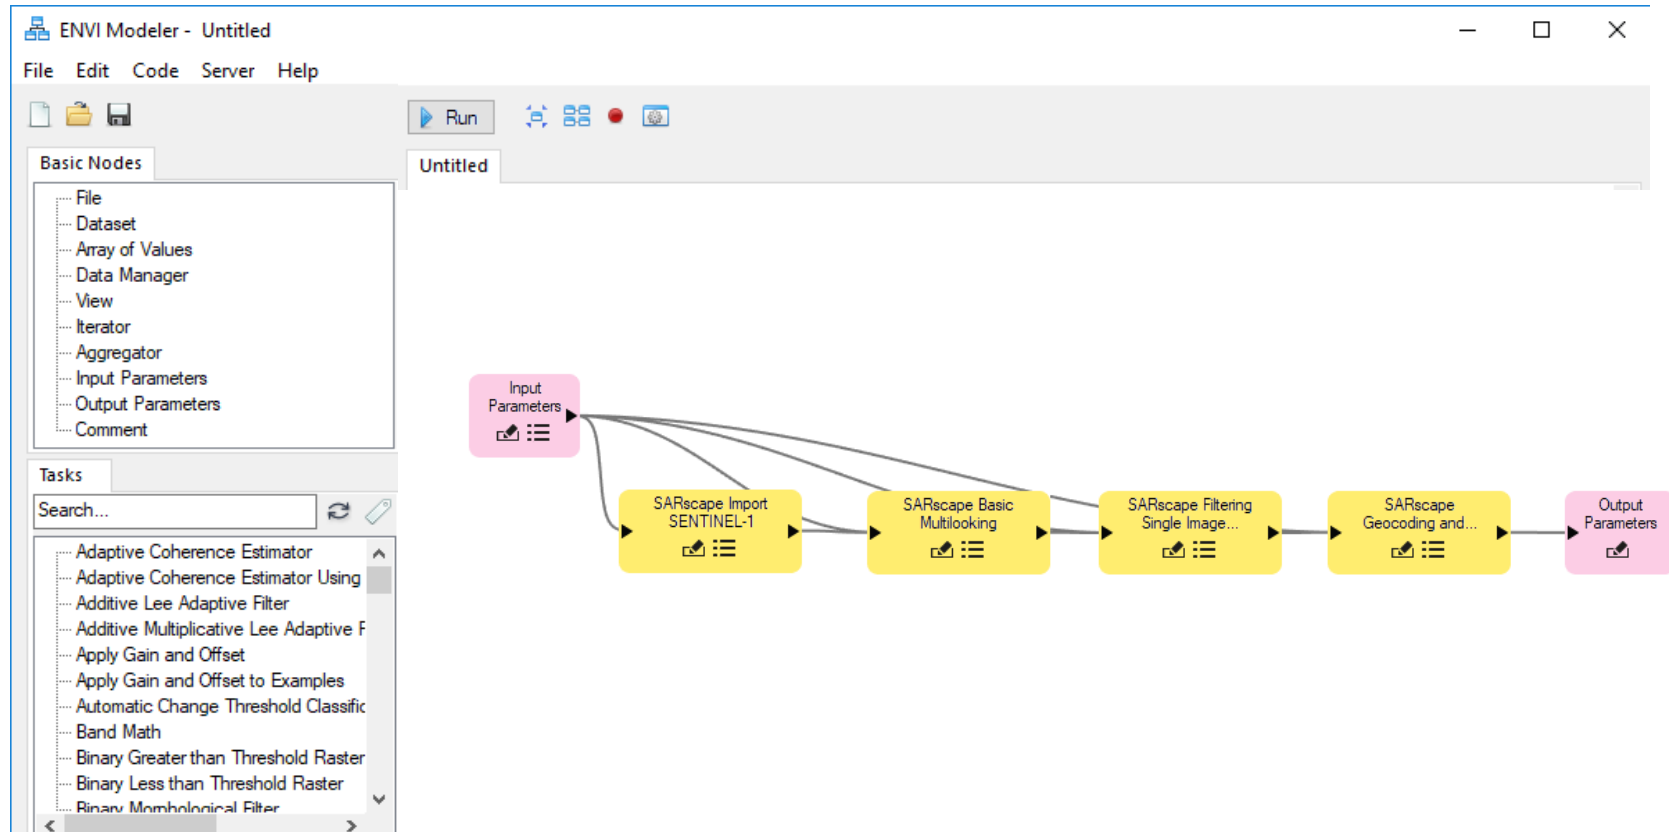 ENVI Modeler - Untitled
File Edit Code Server Help
Run
Basic Nodes
File
Dataset
Array of Values
Data Manager
View
Iterator
Aggregator
Input Parameters
Output Parameters
Comment
Tasks
Search...
Adaptive Coherence Estimator
Adaptive Coherence Estimator Using
Additive Lee Adaptive Filter
Additive Multiplicative Lee Adaptive F
Apply Gain and Offset
Apply Gain and Offset to Examples
Automatic Change Threshold Classific
Band Math
Binary Greater than Threshold Raster
Binary Less than Threshold Raster
Binary Morphological Filter
Untitled
Input
Parameters
SARscape Import
SENTINEL-1
SARscape Basic
Multilooking
SARscape Filtering
Single Image...
SARscape
Geocoding and...
Output
Parameters